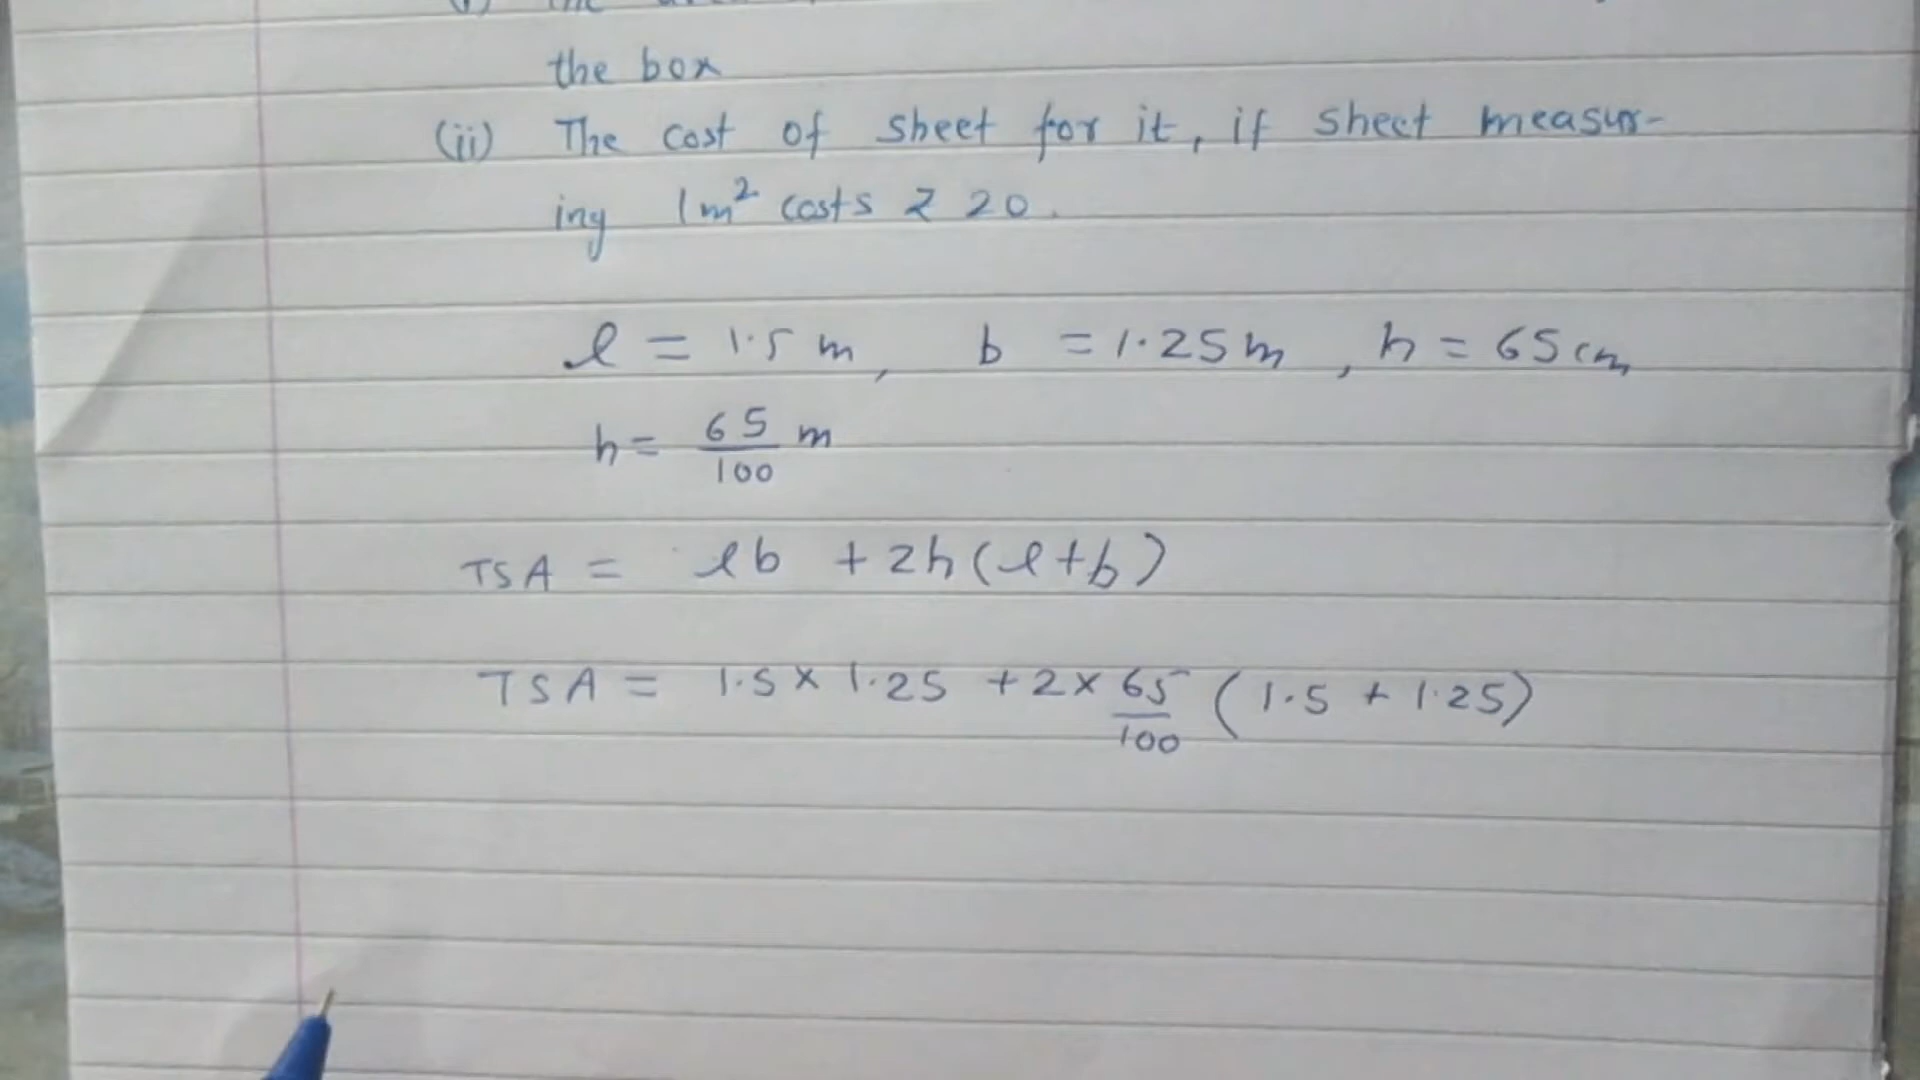 the box
(ii) The cost of sheet for it, if sheet measur-
ing 1m² costs ₹ 20.
l = 1.5 m, b = 1.25 m, h = 65 cm
h = 65/100 m
TSA = lb + 2h(l+b)
TSA = 1.5 × 1.25 + 2 × 65/100 (1.5 + 1.25)